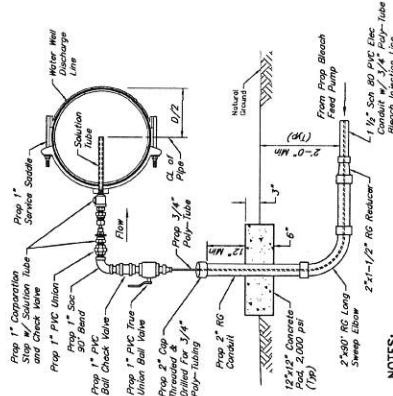 Prop 1" Corporation
Stop w/ Solution Tube
and Check Valve
Prop 1" PVC Union
Prop 1" Soc
90° Bend
Prop 1" PVC
Ball Check Valve
Prop 1" PVC True
Union Ball Valve
Prop 2" Cap
Threaded &
Drilled For 3/4"
Poly-Tubing
Prop 2" RG
Conduit
12"x12" Concrete
Pad, 2,000 psi
(Typ)
2"x90° RG Long
Sweep Elbow
NOTES:
Prop 1"
Service Saddle
Flow
Prop 3/4"
Poly-Tube
12" Min
6"
3"
2"x1-1/2" RG Reducer
Water Well
Discharge
Line
Solution
Tube
D/2
CL of
Pipe
Natural
Ground
2'-0" Min
(Typ)
From Prop Bleach
Feed Pump
1 ½" Sch 80 PVC Elec
Conduit w/ 3/4" Poly-Tube
Bleach Injection Line